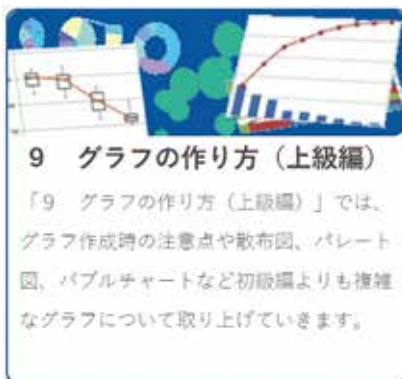 9 グラフの作り方（上級編）
「9 グラフの作り方（上級編）」では、
グラフ作成時の注意点や散布図、パレート
図、バブルチャートなど初級編よりも複雑
なグラフについて取り上げていきます。